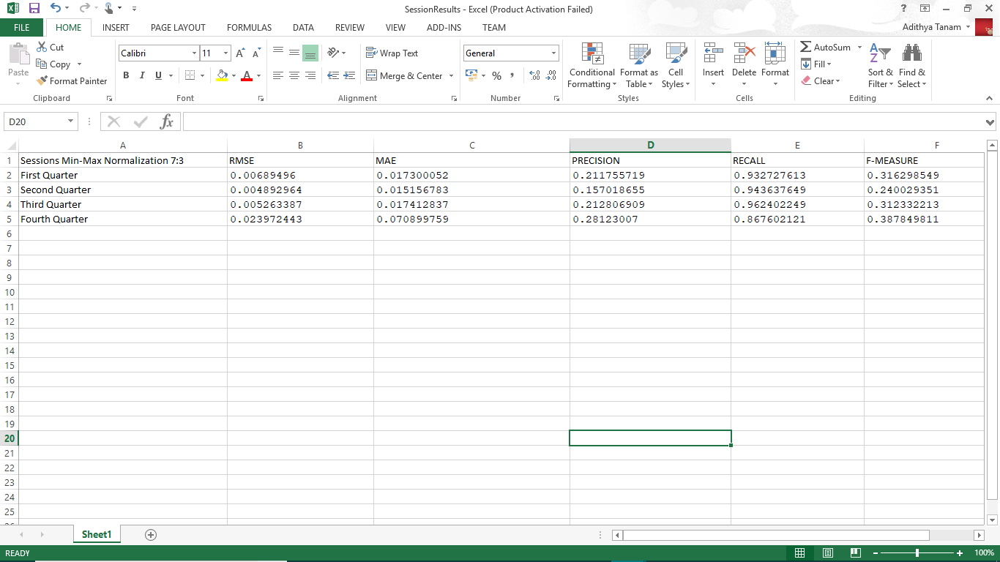 SessionResults - Excel (Product Activation Failed)
FILE HOME INSERT PAGE LAYOUT FORMULAS DATA REVIEW VIEW ADD-INS TEAM Adithya Tanam
Paste
Cut
Copy
Format Painter
Clipboard
Calibri 11
B I U
Font
Wrap Text
Merge & Center
Alignment
General
Number
Conditional Formatting
Format as Table
Cell Styles
Styles
Insert Delete Format
Cells
AutoSum
Fill
Clear
Sort & Filter
Find & Select
Editing
D20 fx
A B C D E F
1 Sessions Min-Max Normalization 7:3 RMSE MAE PRECISION RECALL F-MEASURE
2 First Quarter 0.00689496 0.017300052 0.211755719 0.932727613 0.316298549
3 Second Quarter 0.004892964 0.015156783 0.157018655 0.943637649 0.240029351
4 Third Quarter 0.005263387 0.017412837 0.212806909 0.962402249 0.312332213
5 Fourth Quarter 0.023972443 0.070899759 0.28123007 0.867602121 0.387849811
6
7
8
9
10
11
12
13
14
15
16
17
18
19
20
21
22
23
24
25
Sheet1
READY 100%